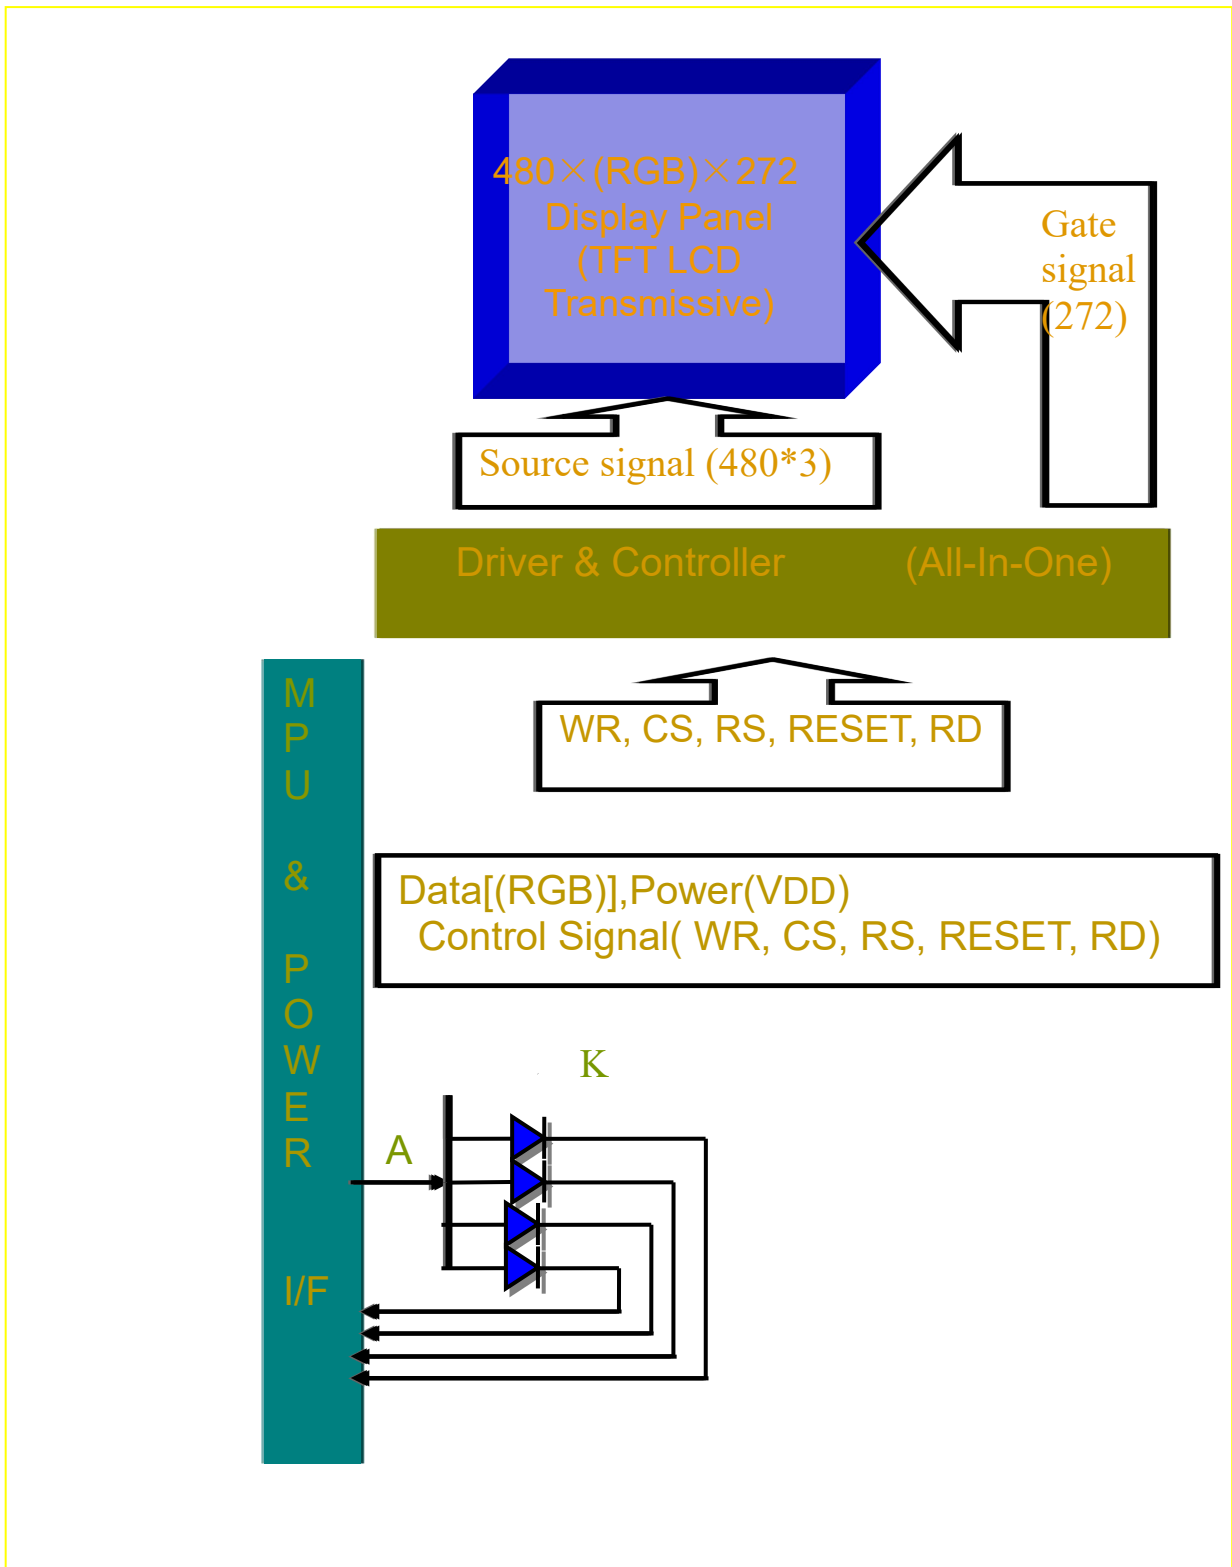 480×(RGB)×272
Display Panel
(TFT LCD
Transmissive)
Gate
signal
(272)
Source signal (480*3)
Driver & Controller (All-In-One)
M
P
U
&
P
O
W
E
R
I/F
WR, CS, RS, RESET, RD
Data[(RGB)],Power(VDD)
Control Signal( WR, CS, RS, RESET, RD)
K
A